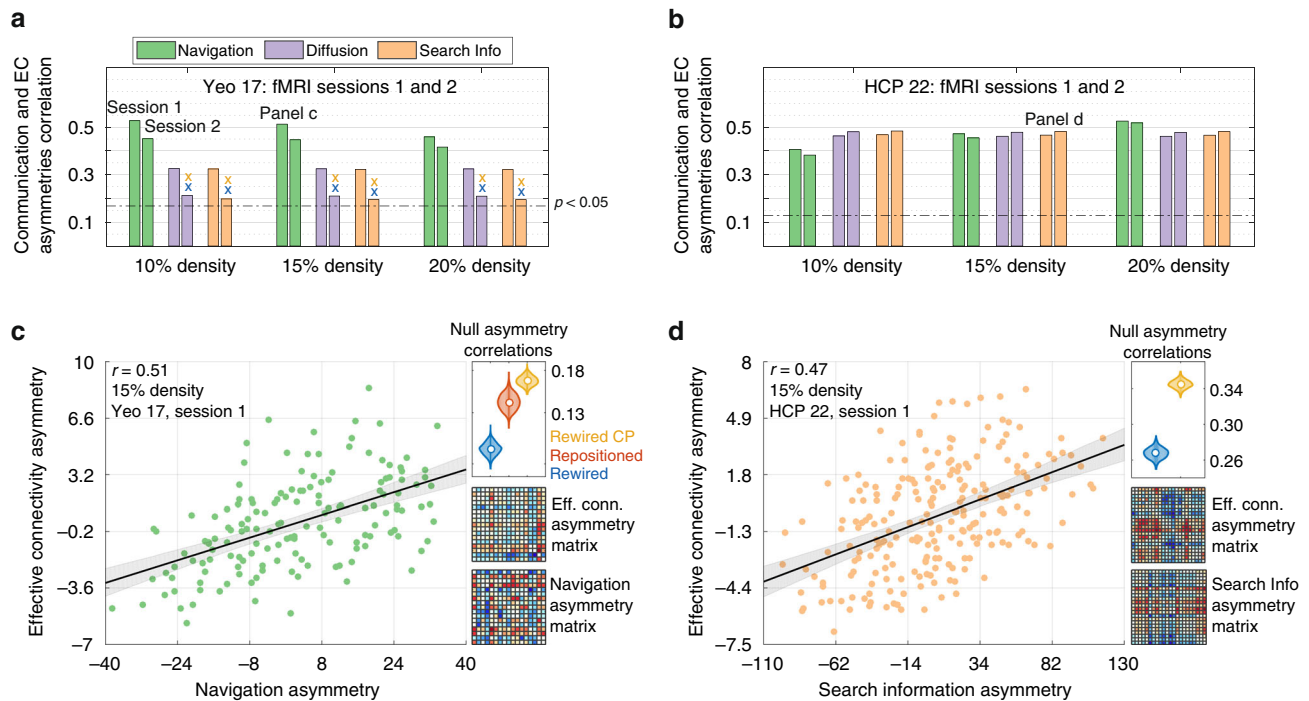 a
Navigation
Diffusion
Search Info
Communication and EC
asymmetries correlation
Yeo 17: fMRI sessions 1 and 2
Session 1
Session 2
Panel c
0.5
0.3
0.1
X
X
X
X
X
X
X
X
X
X
X
X
p < 0.05
10% density
15% density
20% density
b
Communication and EC
asymmetries correlation
HCP 22: fMRI sessions 1 and 2
Panel d
0.5
0.3
0.1
10% density
15% density
20% density
c
Effective connectivity asymmetry
10
6.6
3.2
−0.2
−3.6
−7
r = 0.51
15% density
Yeo 17, session 1
−40
−24
−8
8
24
40
Navigation asymmetry
Null asymmetry
correlations
0.18
0.13
Rewired CP
Repositioned
Rewired
Eff. conn.
asymmetry
matrix
Navigation
asymmetry
matrix
d
Effective connectivity asymmetry
8
4.9
1.8
−1.3
−4.4
−7.5
r = 0.47
15% density
HCP 22, session 1
−110
−62
−14
34
82
130
Search information asymmetry
Null asymmetry
correlations
0.34
0.30
0.26
Eff. conn.
asymmetry
matrix
Search Info
asymmetry
matrix